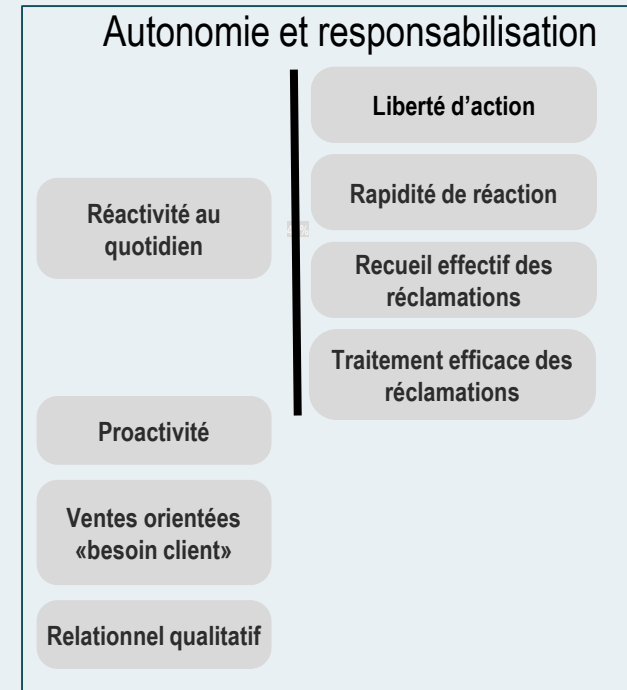 Autonomie et responsabilisation
Liberté d’action
Rapidité de réaction
Réactivité au
quotidien
Recueil effectif des
réclamations
Traitement efficace des
réclamations
Proactivité
Ventes orientées
«besoin client»
Relationnel qualitatif